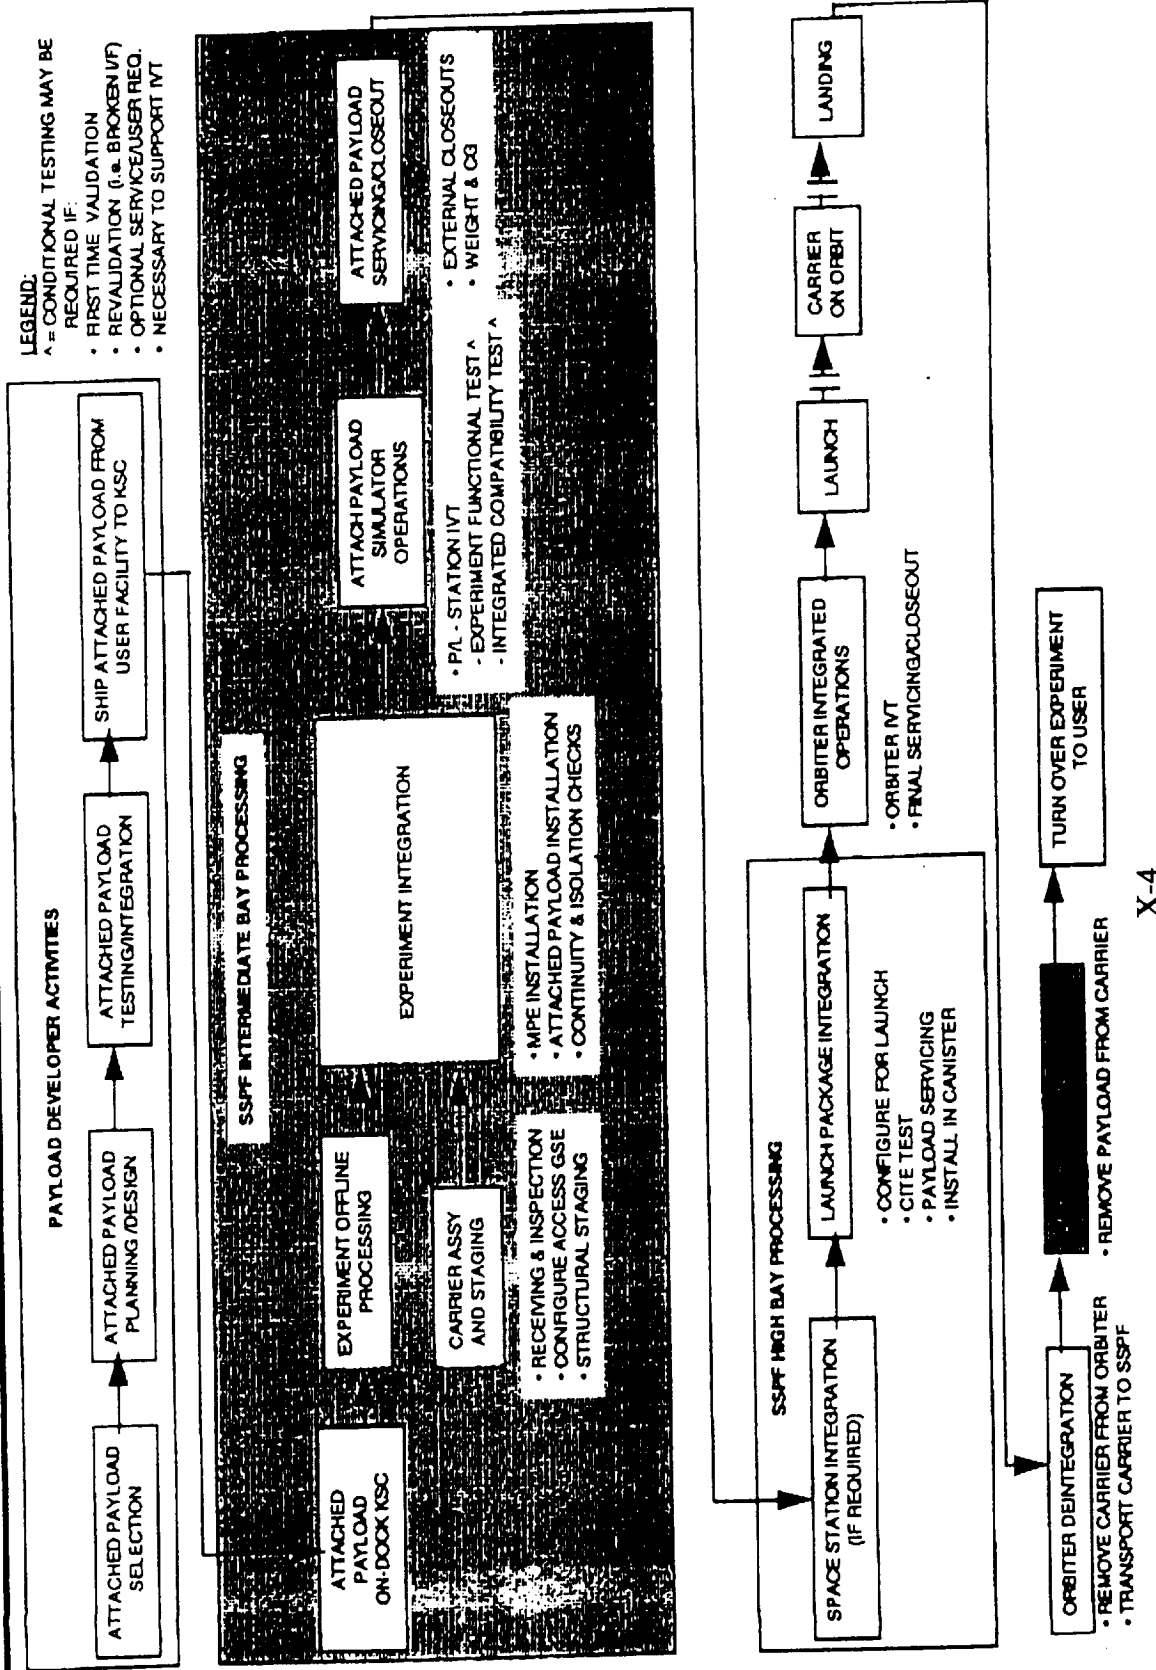 LEGEND:
^ = CONDITIONAL TESTING MAY BE
REQUIRED IF:
• FIRST TIME VALIDATION
• REVALIDATION (i.e. BROKEN I/F)
• OPTIONAL SERVICE/USER REQ.
• NECESSARY TO SUPPORT IVT
PAYLOAD DEVELOPER ACTIVITIES
ATTACHED PAYLOAD
SELECTION
ATTACHED PAYLOAD
PLANNING /DESIGN
ATTACHED PAYLOAD
TESTING/INTEGRATION
SHIP ATTACHED PAYLOAD FROM
USER FACILITY TO KSC
SSPF INTERMEDIATE BAY PROCESSING
ATTACHED
PAYLOAD
ON-DOCK KSC
EXPERIMENT OFFLINE
PROCESSING
CARRIER ASSY
AND STAGING
• RECEIVING & INSPECTION
• CONFIGURE ACCESS GSE
• STRUCTURAL STAGING
EXPERIMENT INTEGRATION
• MPE INSTALLATION
• ATTACHED PAYLOAD INSTALLATION
• CONTINUITY & ISOLATION CHECKS
ATTACH PAYLOAD
SIMULATOR
OPERATIONS
• P/L - STATION IVT
- EXPERIMENT FUNCTIONAL TEST ^
- INTEGRATED COMPATIBILITY TEST ^
ATTACHED PAYLOAD
SERVICING/CLOSEOUT
• EXTERNAL CLOSEOUTS
• WEIGHT & CG
SSPF HIGH BAY PROCESSING
SPACE STATION INTEGRATION
(IF REQUIRED)
LAUNCH PACKAGE INTEGRATION
• CONFIGURE FOR LAUNCH
• CITE TEST
• PAYLOAD SERVICING
• INSTALL IN CANISTER
ORBITER INTEGRATED
OPERATIONS
• ORBITER IVT
• FINAL SERVICING/CLOSEOUT
LAUNCH
CARRIER
ON ORBIT
LANDING
ORBITER DEINTEGRATION
• REMOVE CARRIER FROM ORBITER
• TRANSPORT CARRIER TO SSPF
• REMOVE PAYLOAD FROM CARRIER
TURN OVER EXPERIMENT
TO USER
X-4